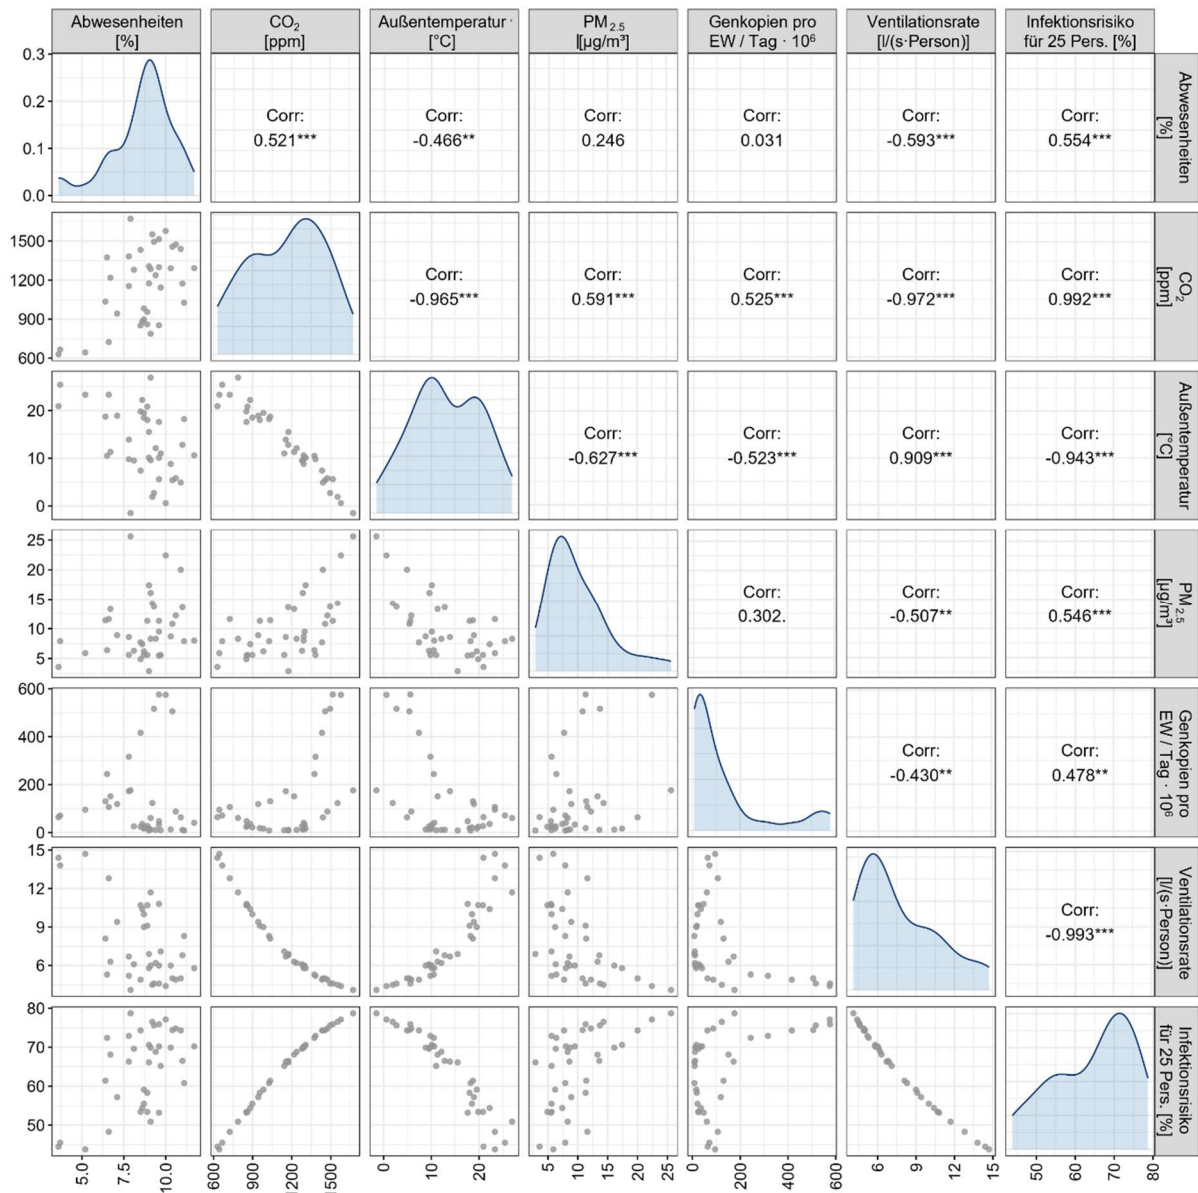 Abwesenheiten [%]
CO2 [ppm]
Außentemperatur [°C]
PM2.5 [µg/m³]
Genkopien pro EW / Tag · 10⁶
Ventilationsrate [l/(s·Person)]
Infektionsrisiko für 25 Pers. [%]
0.3
0.2
0.1
0.0
Corr: 0.521***
Corr: -0.466**
Corr: 0.246
Corr: 0.031
Corr: -0.593***
Corr: 0.554***
Abwesenheiten [%]
1500
1200
900
600
Corr: -0.965***
Corr: 0.591***
Corr: 0.525***
Corr: -0.972***
Corr: 0.992***
CO2 [ppm]
20
10
0
Corr: -0.627***
Corr: -0.523***
Corr: 0.909***
Corr: -0.943***
Außentemperatur [°C]
25
20
15
10
5
Corr: 0.302.
Corr: -0.507**
Corr: 0.546***
PM2.5 [µg/m³]
600
400
200
0
Corr: -0.430**
Corr: 0.478**
Genkopien pro EW / Tag · 10⁶
15
12
9
6
Corr: -0.993***
Ventilationsrate [l/(s·Person)]
80
70
60
50
Infektionsrisiko für 25 Pers. [%]
5.0 7.5 10.0
600 900 1200 1500
0 10 20
5 10 15 20 25
0 200 400 600
6 9 12 15
50 60 70 80